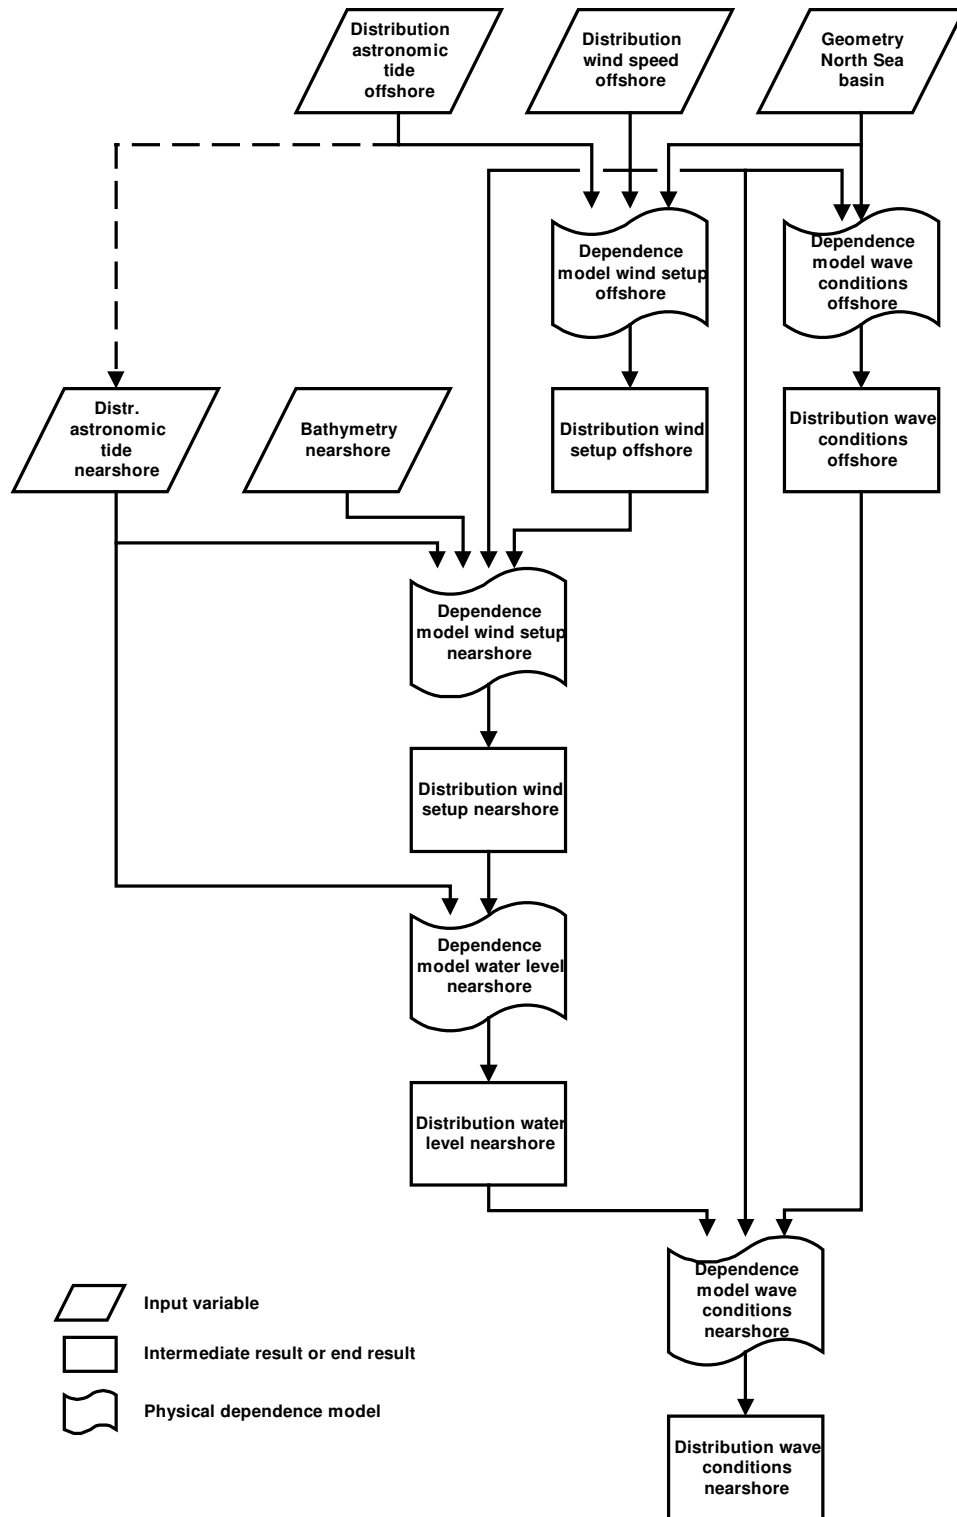 Distribution
astronomic
tide
offshore
Distribution
wind speed
offshore
Geometry
North Sea
basin
Dependence
model wind setup
offshore
Dependence
model wave
conditions
offshore
Distr.
astronomic
tide
nearshore
Bathymetry
nearshore
Distribution wind
setup offshore
Distribution wave
conditions
offshore
Dependence
model wind setup
nearshore
Distribution wind
setup nearshore
Dependence
model water level
nearshore
Distribution water
level nearshore
Dependence
model wave
conditions
nearshore
Input variable
Intermediate result or end result
Physical dependence model
Distribution wave
conditions
nearshore